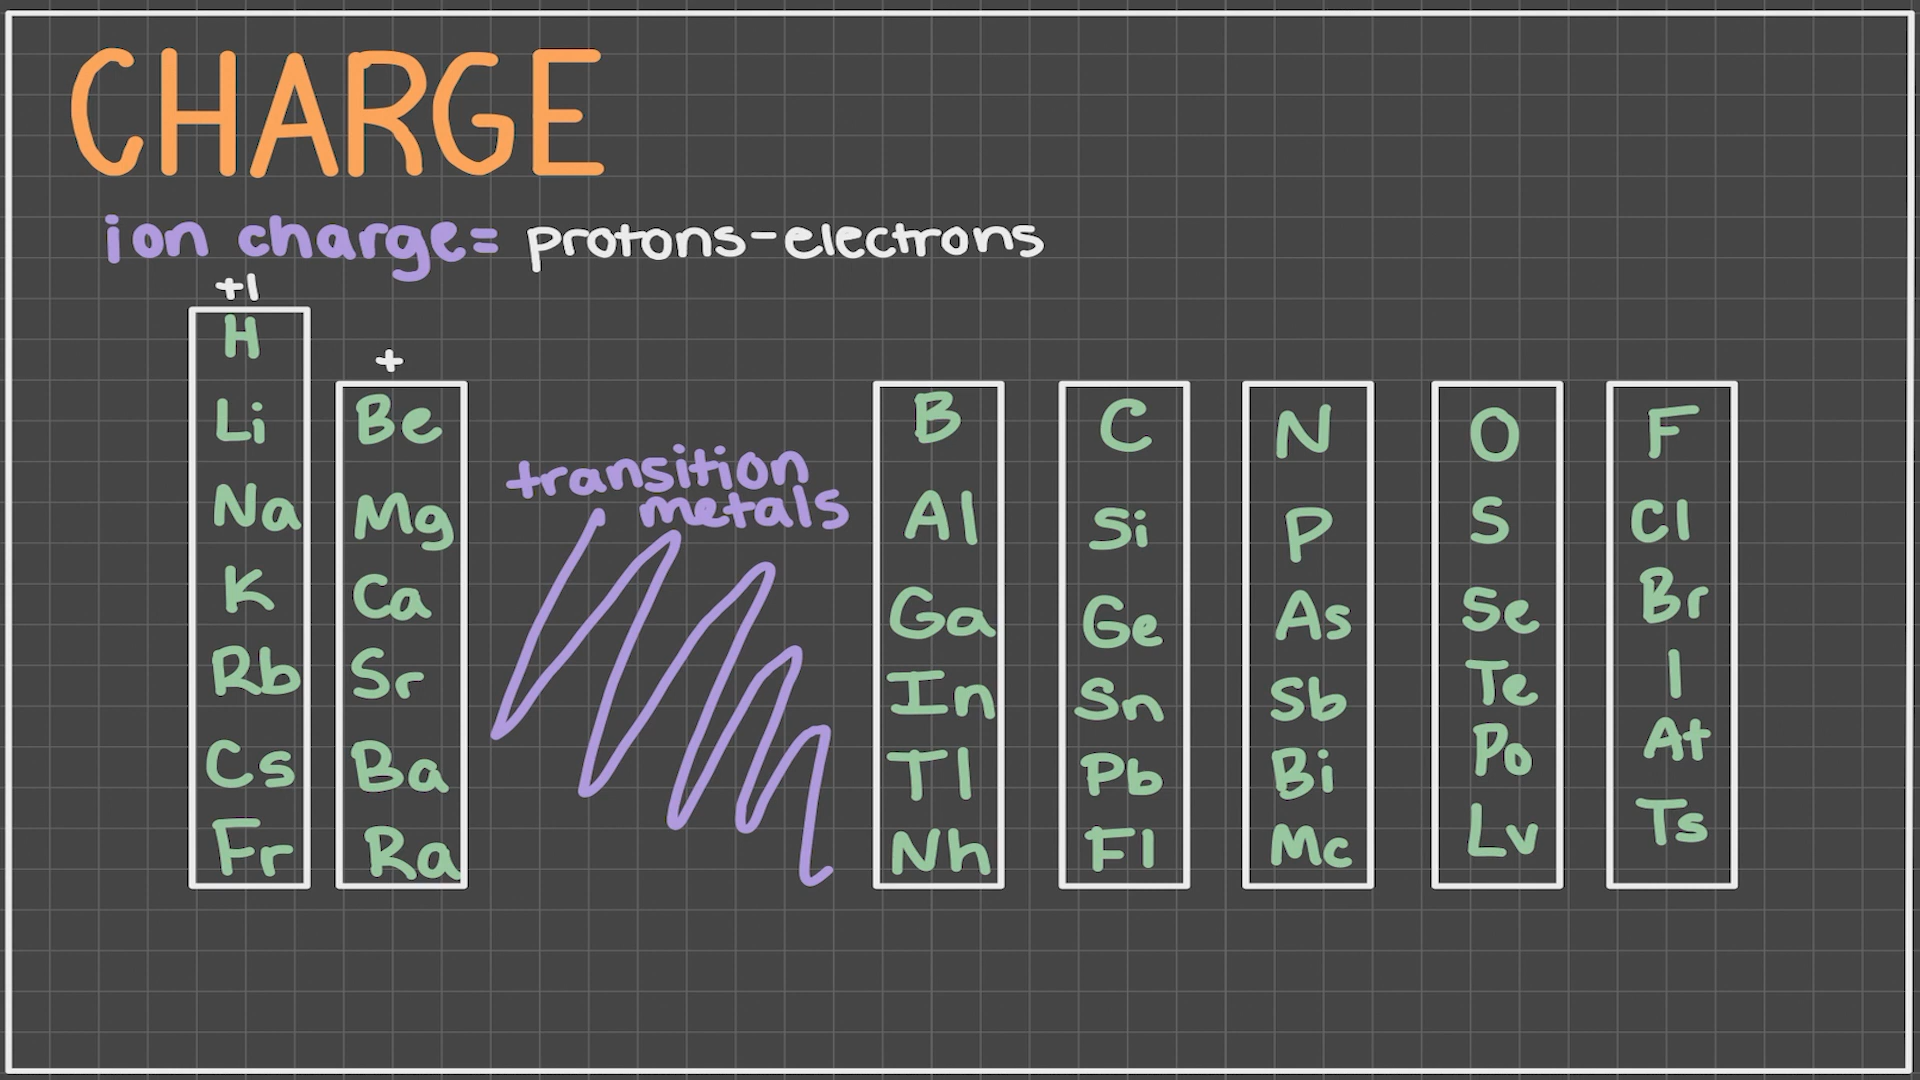 CHARGE
ion charge= protons-electrons
+1
H
Li
Na
K
Rb
Cs
Fr
+
Be
Mg
Ca
Sr
Ba
Ra
transition
metals
B
Al
Ga
In
Tl
Nh
C
Si
Ge
Sn
Pb
Fl
N
P
As
Sb
Bi
Mc
O
S
Se
Te
Po
Lv
F
Cl
Br
I
At
Ts